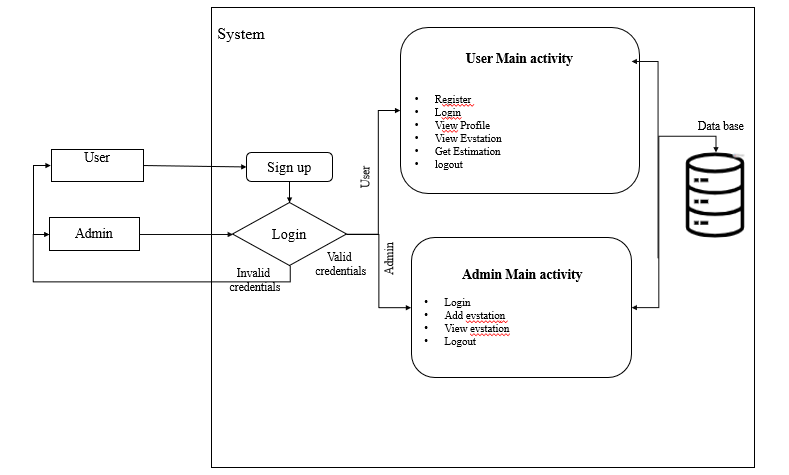 System
User Main activity
• Register
• Login
• View Profile
• View Evstation
• Get Estimation
• logout
Data base
User
Sign up
User
Admin
Login
Valid
credentials
Admin
Invalid
credentials
Admin Main activity
• Login
• Add evstation
• View evstation
• Logout